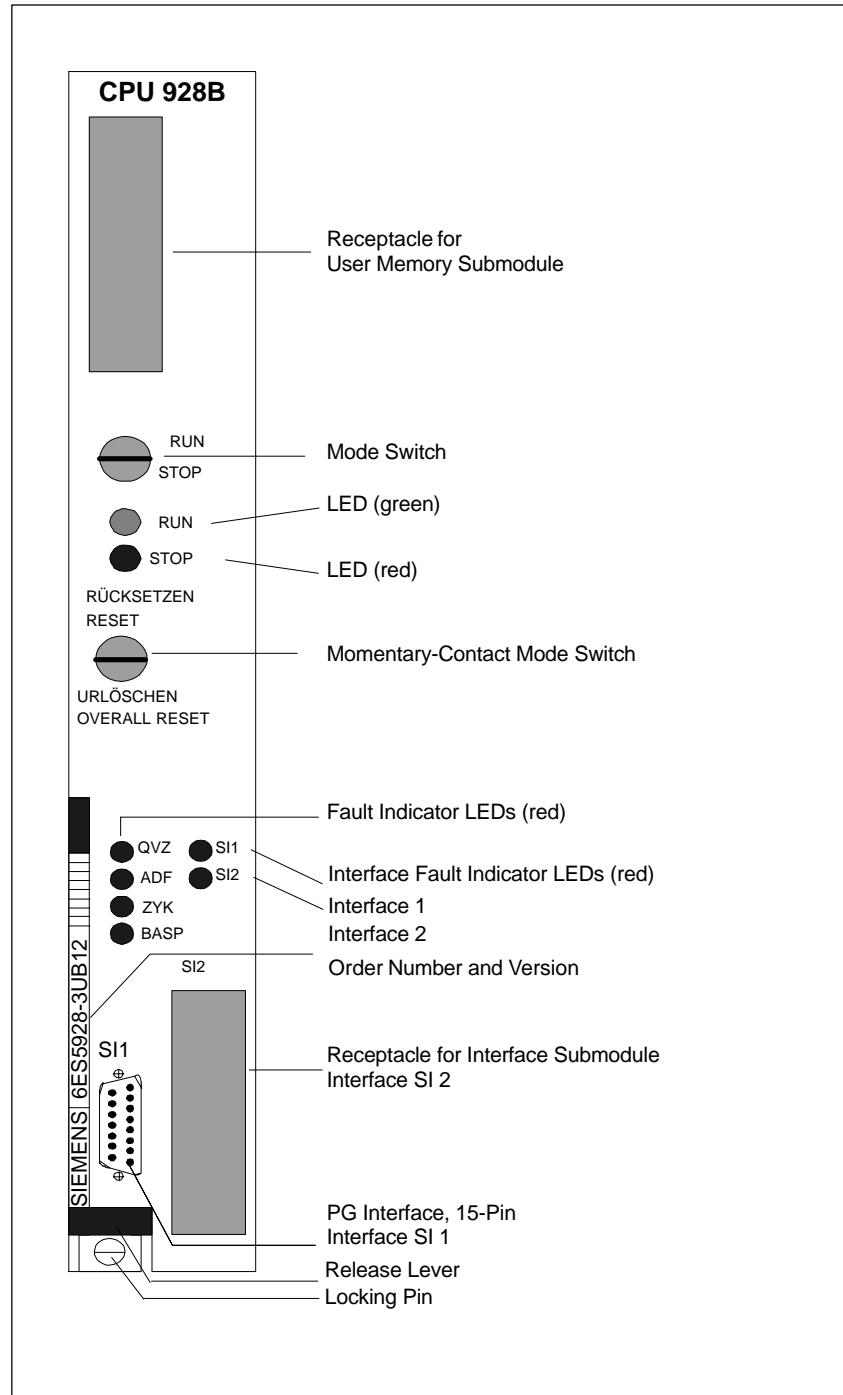 CPU 928B
Receptacle for
User Memory Submodule
RUN
STOP
Mode Switch
LED (green)
RUN
STOP
LED (red)
RÜCKSETZEN
RESET
Momentary-Contact Mode Switch
URLÖSCHEN
OVERALL RESET
Fault Indicator LEDs (red)
QVZ
SI1
ADF
SI2
ZYK
BASP
Interface Fault Indicator LEDs (red)
Interface 1
Interface 2
SI2
Order Number and Version
SIEMENS 6ES5928-3UB12
SI1
Receptacle for Interface Submodule
Interface SI 2
PG Interface, 15-Pin
Interface SI 1
Release Lever
Locking Pin